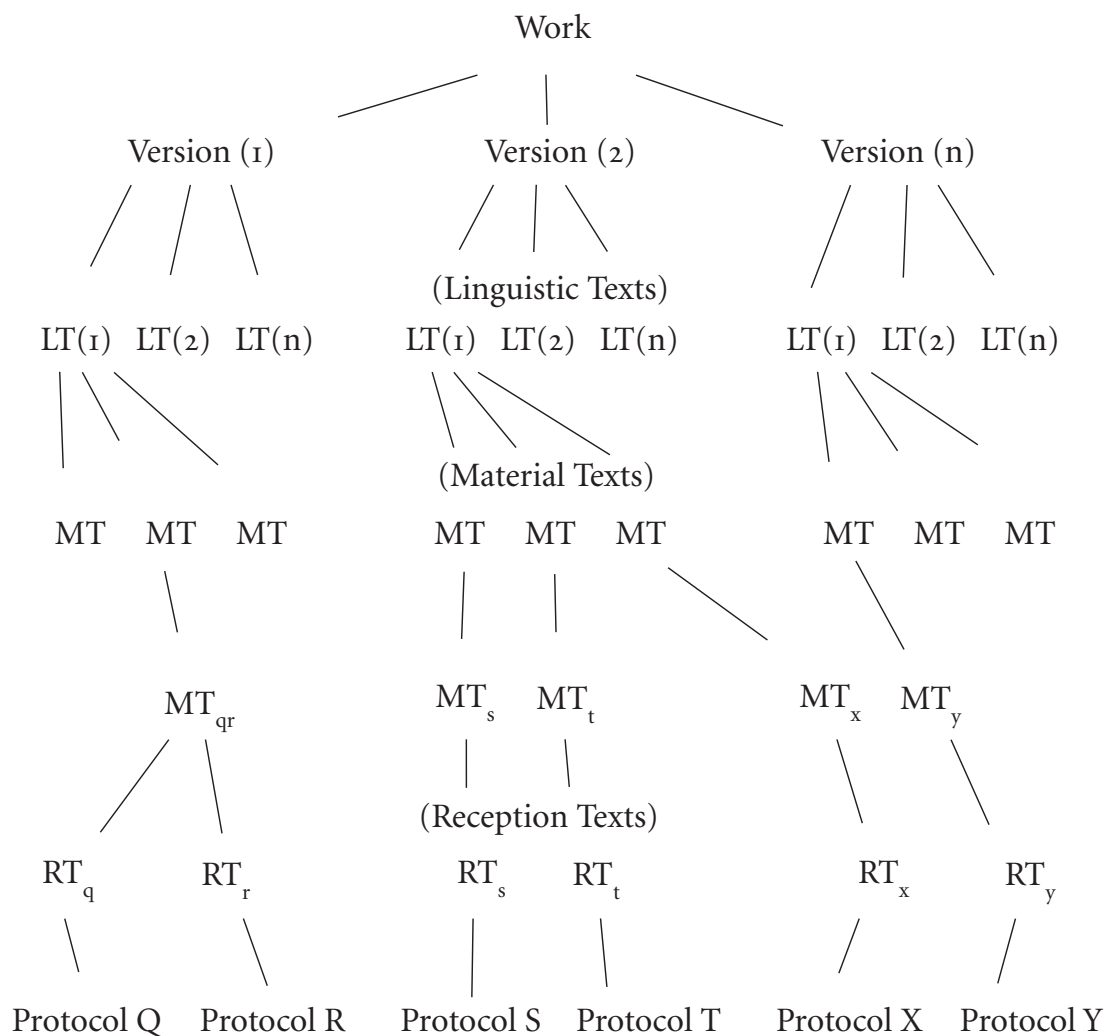 Work
Version (1) Version (2) Version (n)
(Linguistic Texts)
LT(1) LT(2) LT(n) LT(1) LT(2) LT(n) LT(1) LT(2) LT(n)
(Material Texts)
MT MT MT MT MT MT MT MT MT
MTqr MTs MTt MTx MTy
(Reception Texts)
RTq RTr RTs RTt RTx RTy
Protocol Q Protocol R Protocol S Protocol T Protocol X Protocol Y